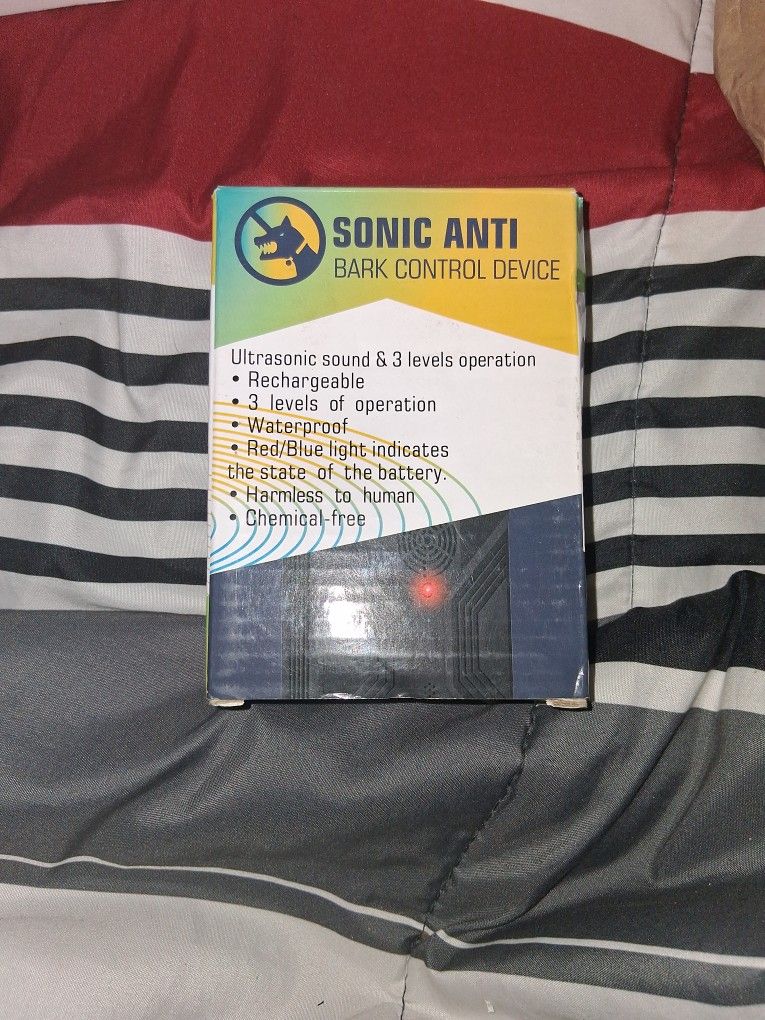 SONIC ANTI
BARK CONTROL DEVICE
Ultrasonic sound & 3 levels operation
• Rechargeable
• 3 levels of operation
• Waterproof
• Red/Blue light indicates
the state of the battery.
• Harmless to human
• Chemical-free